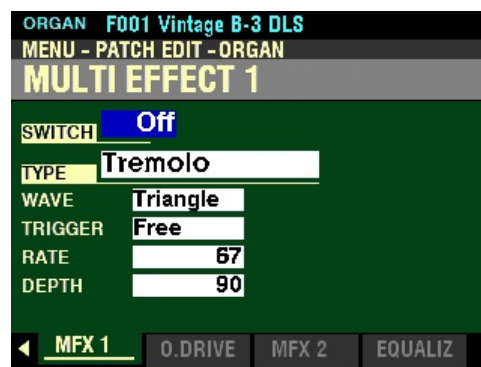 ORGAN F001 Vintage B-3 DLS
MENU - PATCH EDIT - ORGAN
MULTI EFFECT 1
SWITCH Off
TYPE Tremolo
WAVE Triangle
TRIGGER Free
RATE 67
DEPTH 90
MFX 1 O.DRIVE MFX 2 EQUALIZ